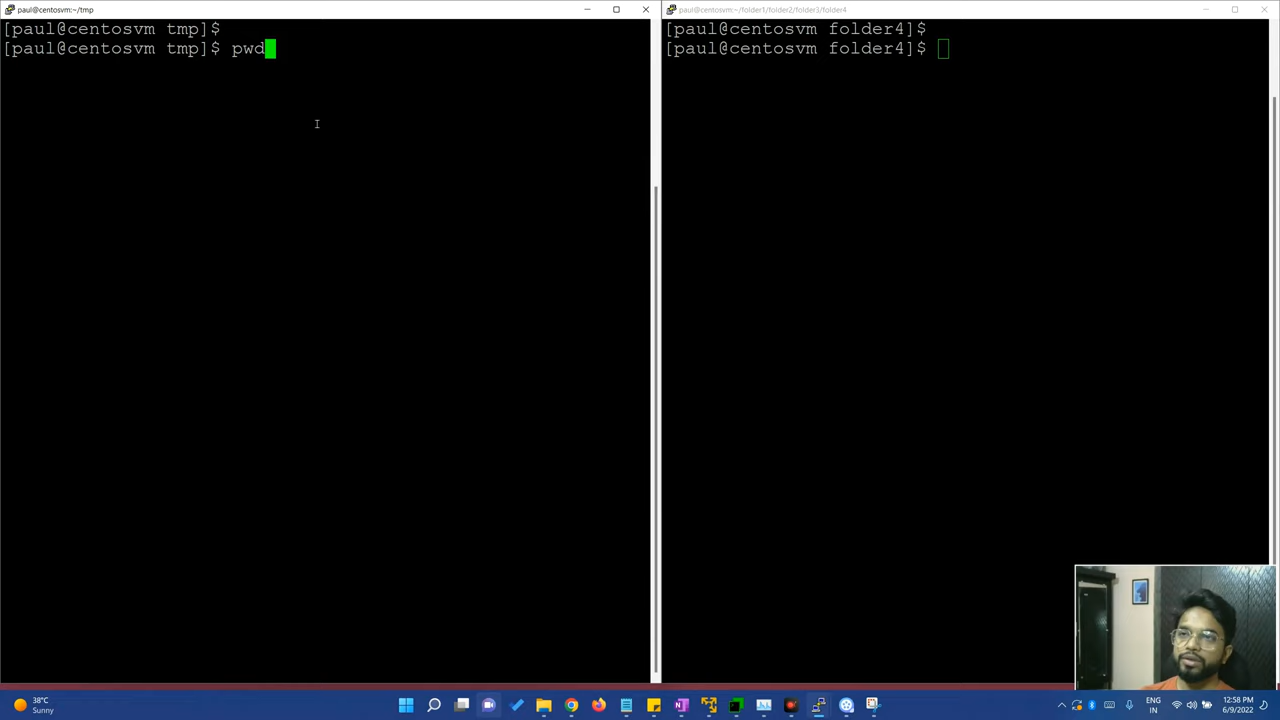 paul@centosvm:~/tmp
[paul@centosvm tmp]$
[paul@centosvm tmp]$ pwd
paul@centosvm:~/folder1/folder2/folder3/folder4
[paul@centosvm folder4]$
[paul@centosvm folder4]$
38°C
Sunny
ENG
IN
12:58 PM
6/9/2022